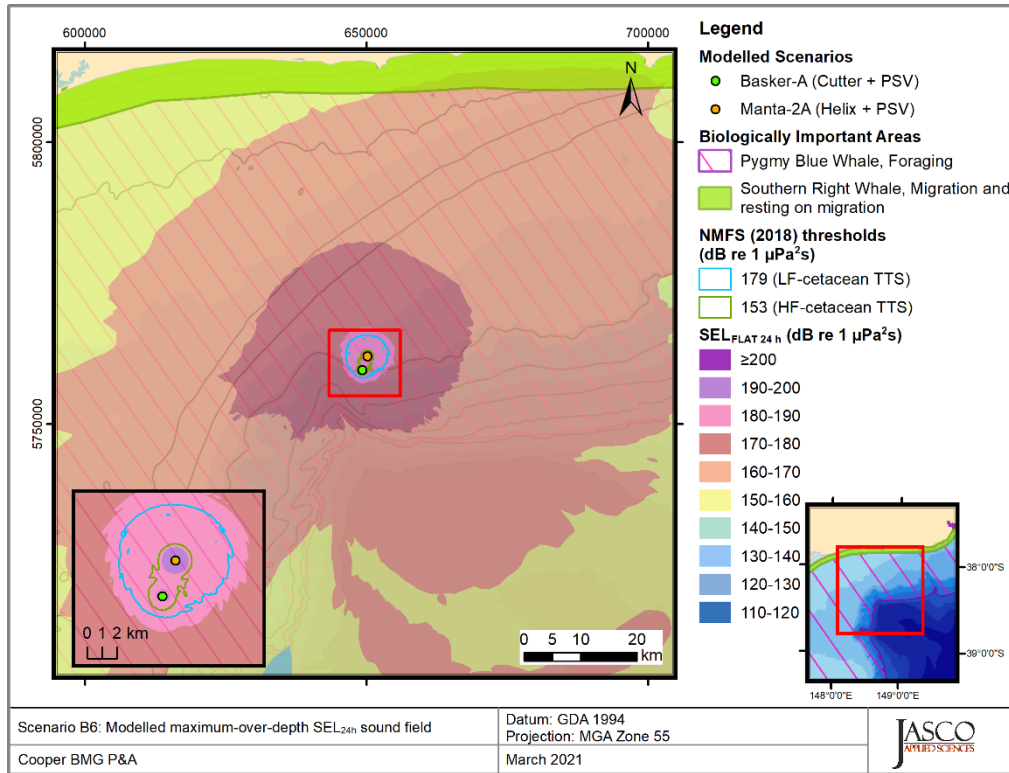 600000
650000
700000
5800000
5750000
N
0 1 2 km
0 5 10 20
km
Legend
Modelled Scenarios
Basker-A (Cutter + PSV)
Manta-2A (Helix + PSV)
Biologically Important Areas
Pygmy Blue Whale, Foraging
Southern Right Whale, Migration and
resting on migration
NMFS (2018) thresholds
(dB re 1 µPa²s)
179 (LF-cetacean TTS)
153 (HF-cetacean TTS)
SEL FLAT 24 h (dB re 1 µPa²s)
≥200
190-200
180-190
170-180
160-170
150-160
140-150
130-140
120-130
110-120
38°0'0"S
39°0'0"S
148°0'0"E
149°0'0"E
Scenario B6: Modelled maximum-over-depth SEL24h sound field
Datum: GDA 1994
Projection: MGA Zone 55
Cooper BMG P&A
March 2021
JASCO
APPLIED SCIENCES